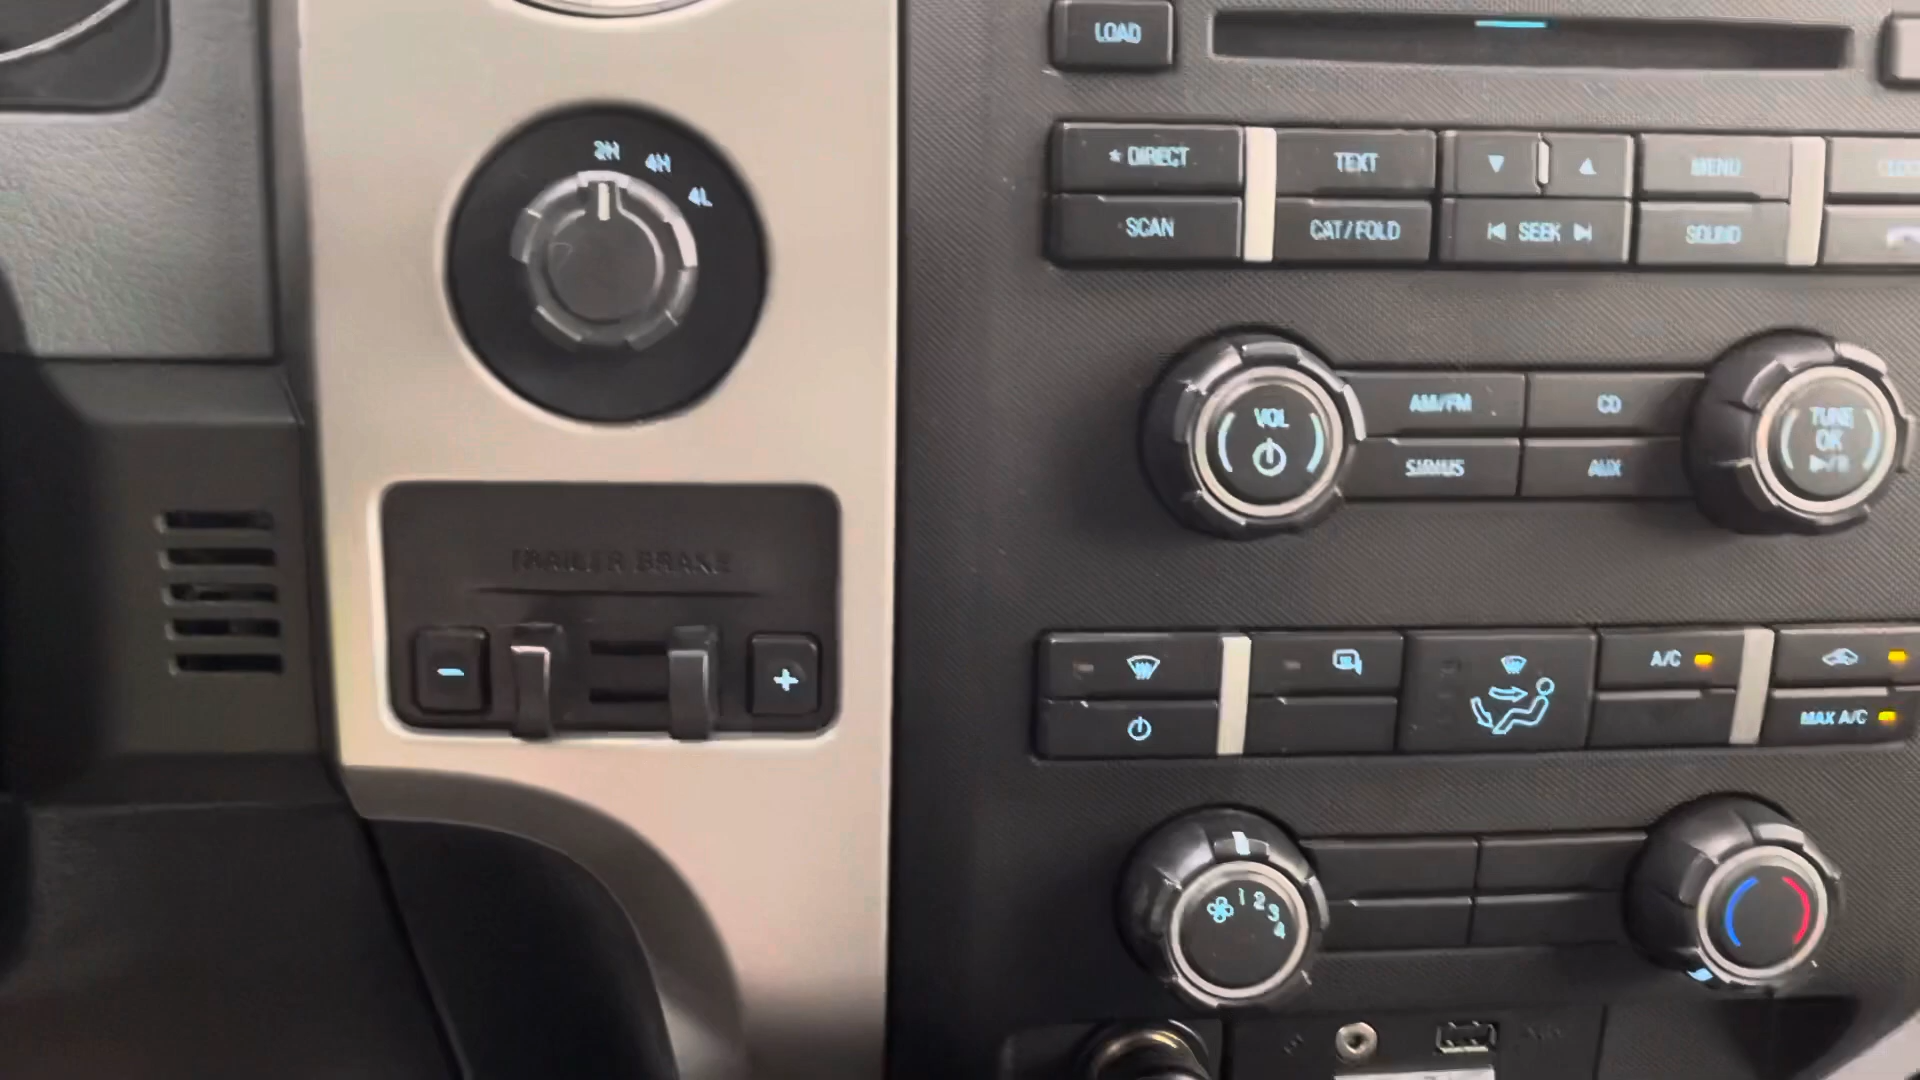 LOAD
2H
4H
4L
* DIRECT
TEXT
MENU
SCAN
CAT/FOLD
SEEK
SOUND
VOL
AM/FM
CD
TUNE
OK
SIRIUS
AUX
TRAILER BRAKE
-
+
A/C
MAX A/C
1 2 3 4